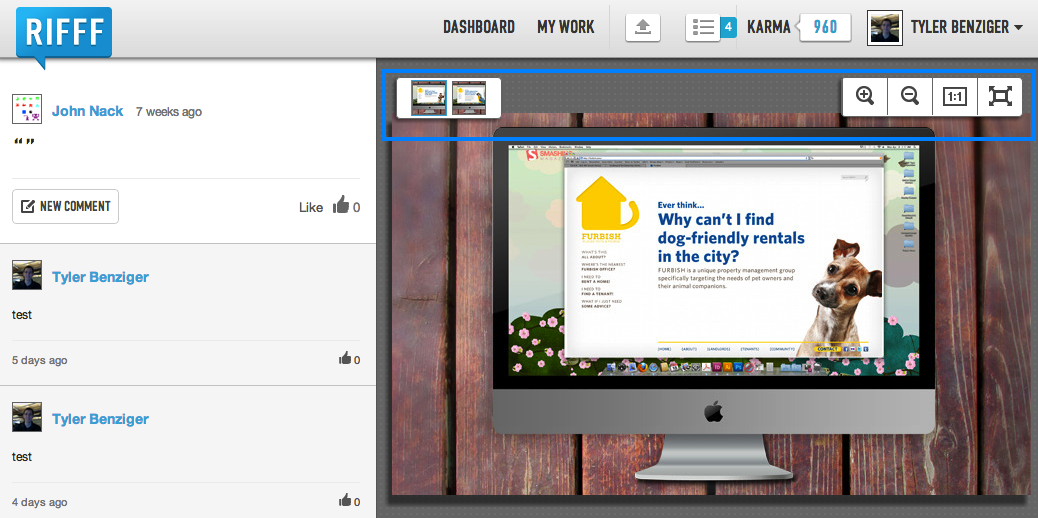 RIFFF
DASHBOARD
MY WORK
4
KARMA
960
TYLER BENZIGER
John Nack 7 weeks ago
“ ”
NEW COMMENT
Like 0
Tyler Benziger
test
5 days ago
0
Tyler Benziger
test
4 days ago
0
1:1
SMASHING
FURBISH
WHAT'S THIS
ALL ABOUT?
WHERE'S THE NEAREST
FURBISH OFFICE?
I NEED TO
RENT A HOME!
I NEED TO
FIND A TENANT!
WHAT IF I JUST NEED
SOME ADVICE?
Ever think...
Why can't I find
dog-friendly rentals
in the city?
FURBISH is a unique property management group
specifically targeting the needs of pet owners and
their animal companions.
[HOME] [ABOUT] [LANDLORDS] [TENANTS] [COMMUNITY] CONTACT